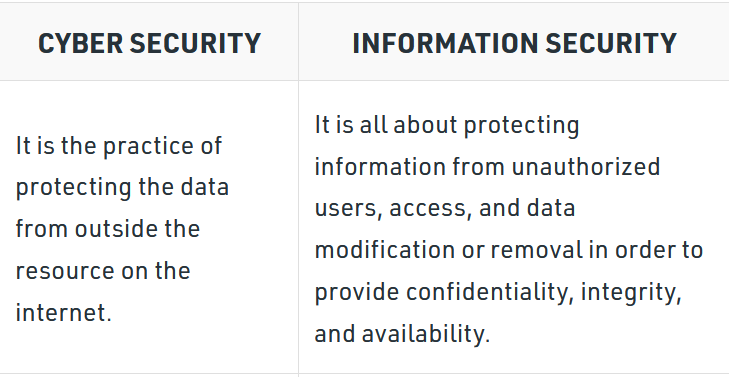 CYBER SECURITY
INFORMATION SECURITY
It is the practice of
protecting the data
from outside the
resource on the
internet.
It is all about protecting
information from unauthorized
users, access, and data
modification or removal in order to
provide confidentiality, integrity,
and availability.